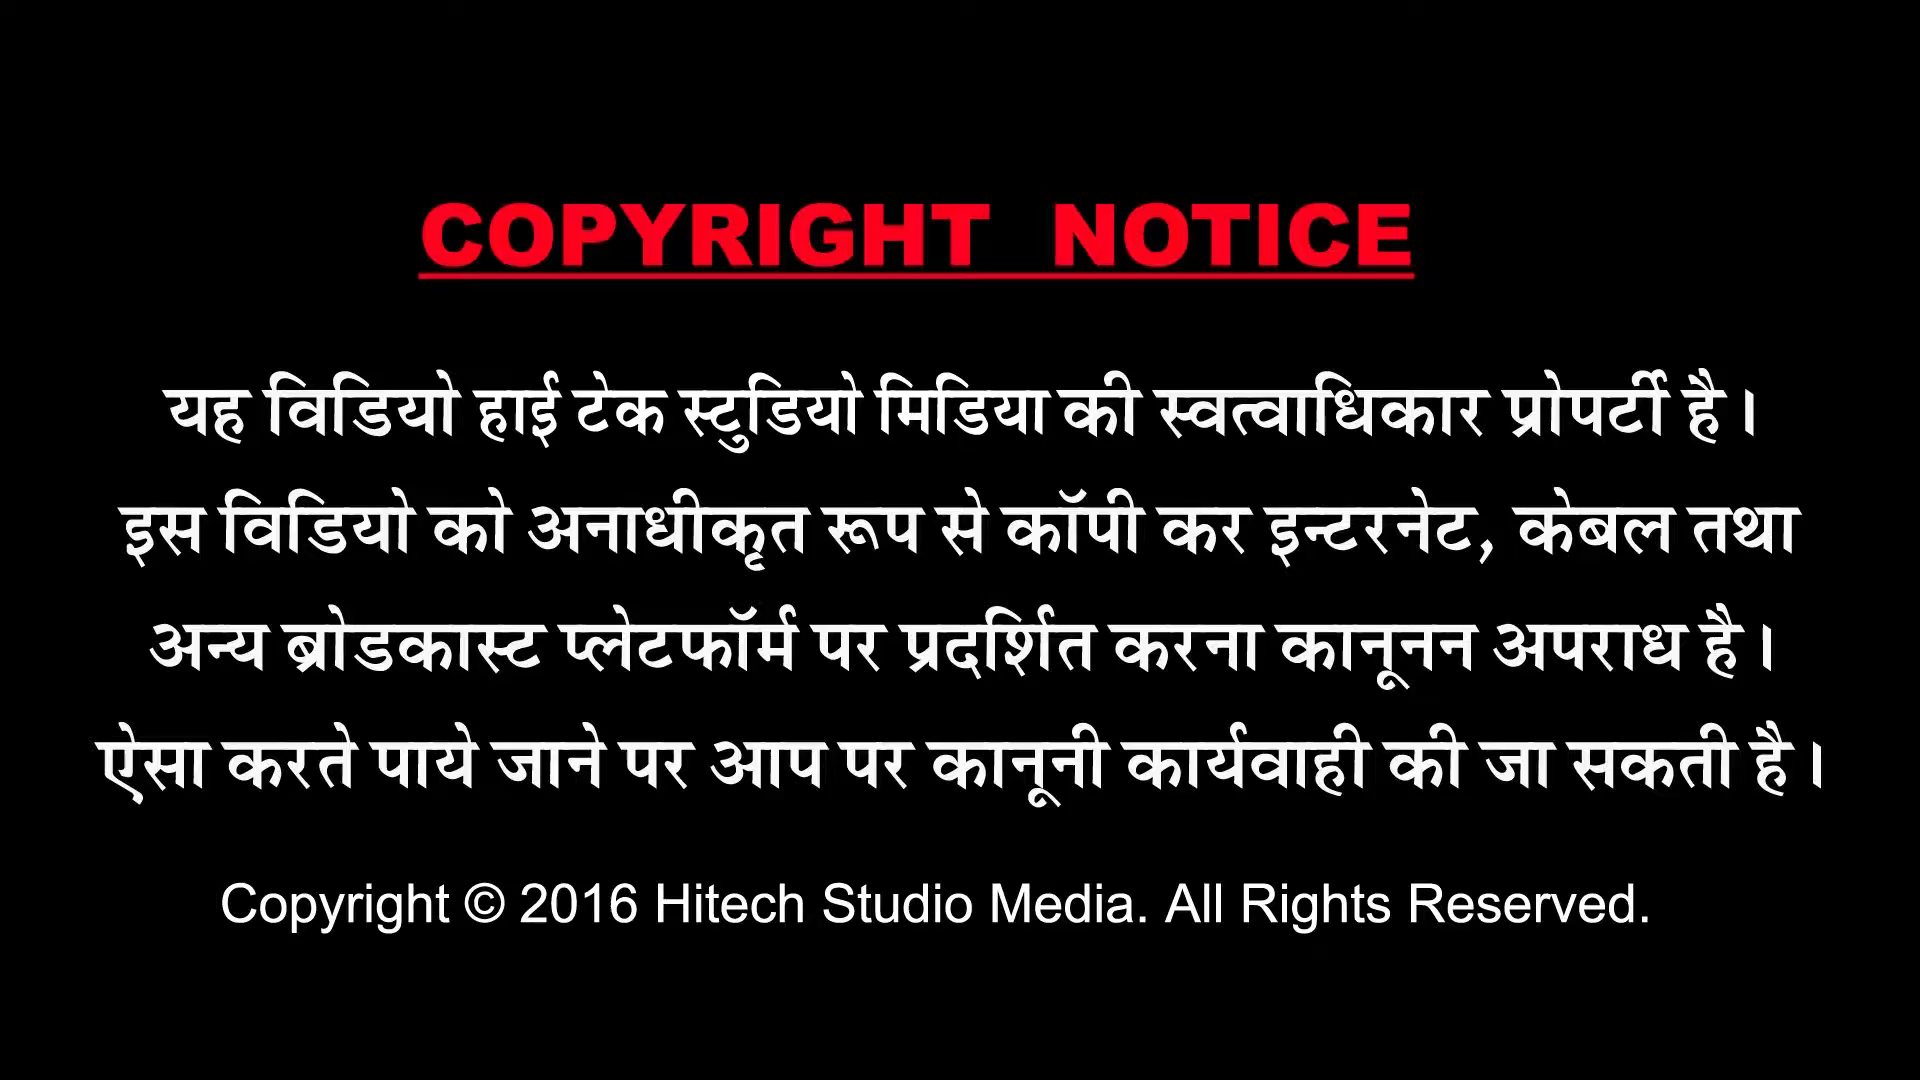 COPYRIGHT NOTICE
यह विडियो हाई टेक स्टुडियो मिडिया की स्वत्वाधिकार प्रोपर्टी है।
इस विडियो को अनाधीकृत रूप से कॉपी कर इन्टरनेट, केबल तथा
अन्य ब्रोडकास्ट प्लेटफॉर्म पर प्रदर्शित करना कानूनन अपराध है।
ऐसा करते पाये जाने पर आप पर कानूनी कार्यवाही की जा सकती है।
Copyright © 2016 Hitech Studio Media. All Rights Reserved.